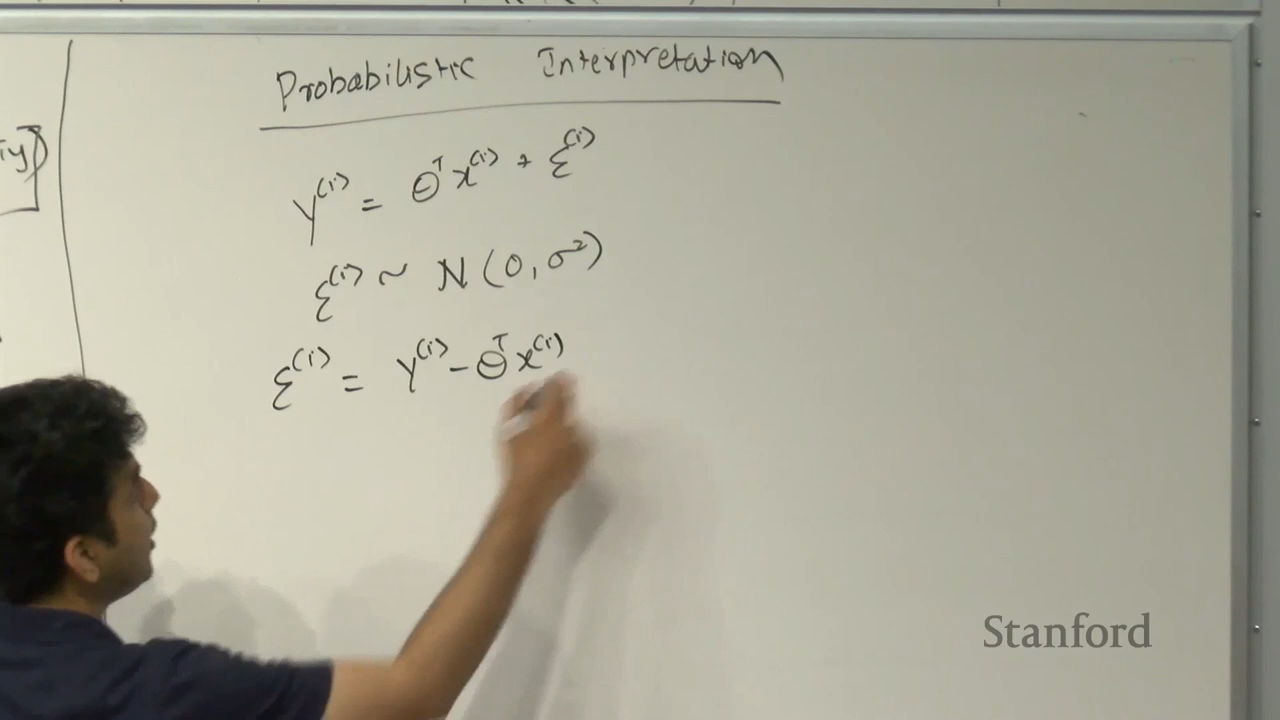 Probabilistic Interpretation
y⁽ⁱ⁾ = θᵀx⁽ⁱ⁾ + ε⁽ⁱ⁾
ε⁽ⁱ⁾ ~ N(0, σ²)
ε⁽ⁱ⁾ = y⁽ⁱ⁾ - θᵀx⁽ⁱ⁾
Stanford